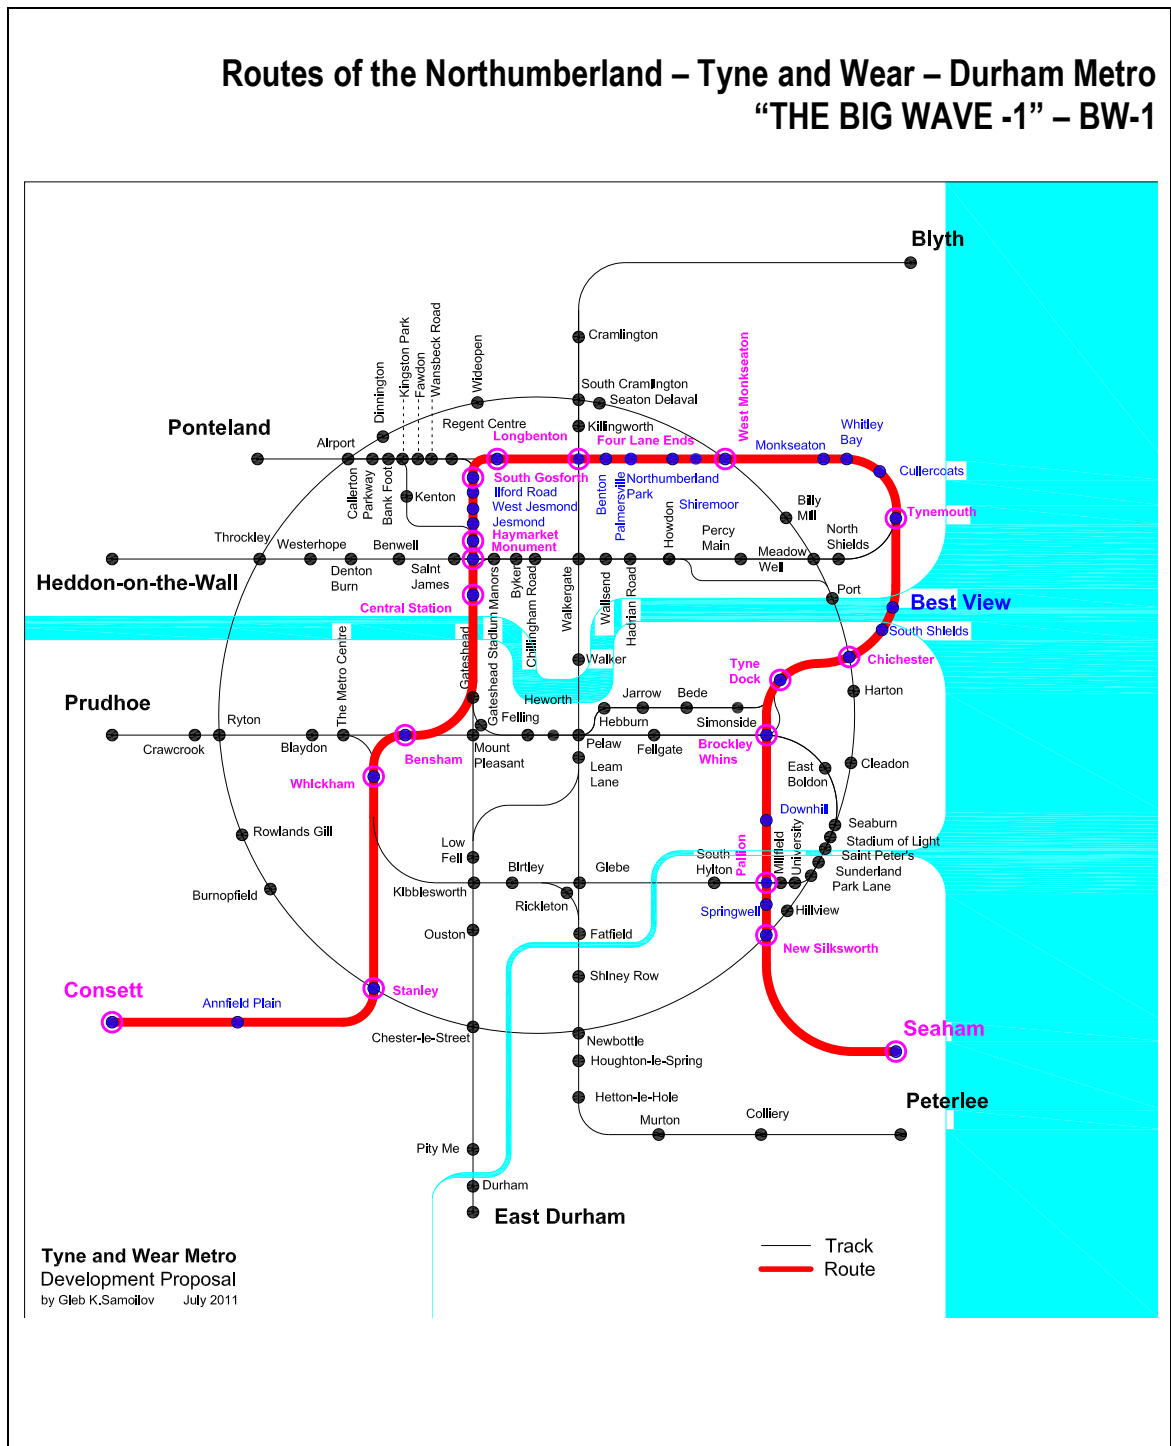 Routes of the Northumberland – Tyne and Wear – Durham Metro
“THE BIG WAVE -1” – BW-1
Blyth
Cramlington
South Cramlington
Seaton Delaval
Killingworth
Wideopen
Dinnington
Kingston Park
Fawdon
Wansbeck Road
Regent Centre
Ponteland
Airport
Callerton
Parkway
Bank Foot
Kenton
Longbenton
Four Lane Ends
West Monkseaton
Monkseaton
Whitley
Bay
Cullercoats
South Gosforth
Ilford Road
West Jesmond
Jesmond
Haymarket
Monument
Benton
Palmersville
Northumberland
Park
Shiremoor
Billy
Mill
Tynemouth
Throckley
Westerhope
Benwell
Heddon-on-the-Wall
Denton
Burn
Saint
James
Manors
Byker
Chillingham Road
Walkergate
Wallsend
Hadrian Road
Howdon
Percy
Main
Meadow
Well
North
Shields
Port
Central Station
Best View
South Shields
Gateshead
Gateshead Stadium
Walker
Tyne
Dock
Chichester
Prudhoe
Ryton
The Metro Centre
Heworth
Jarrow
Bede
Harton
Felling
Hebburn
Simonside
Crawcrook
Blaydon
Bensham
Mount
Pleasant
Pelaw
Fellgate
Brockley
Whins
Leam
Lane
East
Boldon
Cleadon
Whickham
Downhill
Rowlands Gill
Low
Fell
Birtley
Glebe
South
Hylton
Pallion
Millfield
University
Seaburn
Stadium of Light
Saint Peter's
Sunderland
Park Lane
Burnopfield
Kibblesworth
Rickleton
Springwell
Hillview
Ouston
Fatfield
New Silksworth
Shiney Row
Consett
Annfield Plain
Stanley
Chester-le-Street
Newbottle
Seaham
Houghton-le-Spring
Hetton-le-Hole
Peterlee
Murton
Colliery
Pity Me
Durham
East Durham
Tyne and Wear Metro
Development Proposal
by Gleb K.Samoilov July 2011
Track
Route